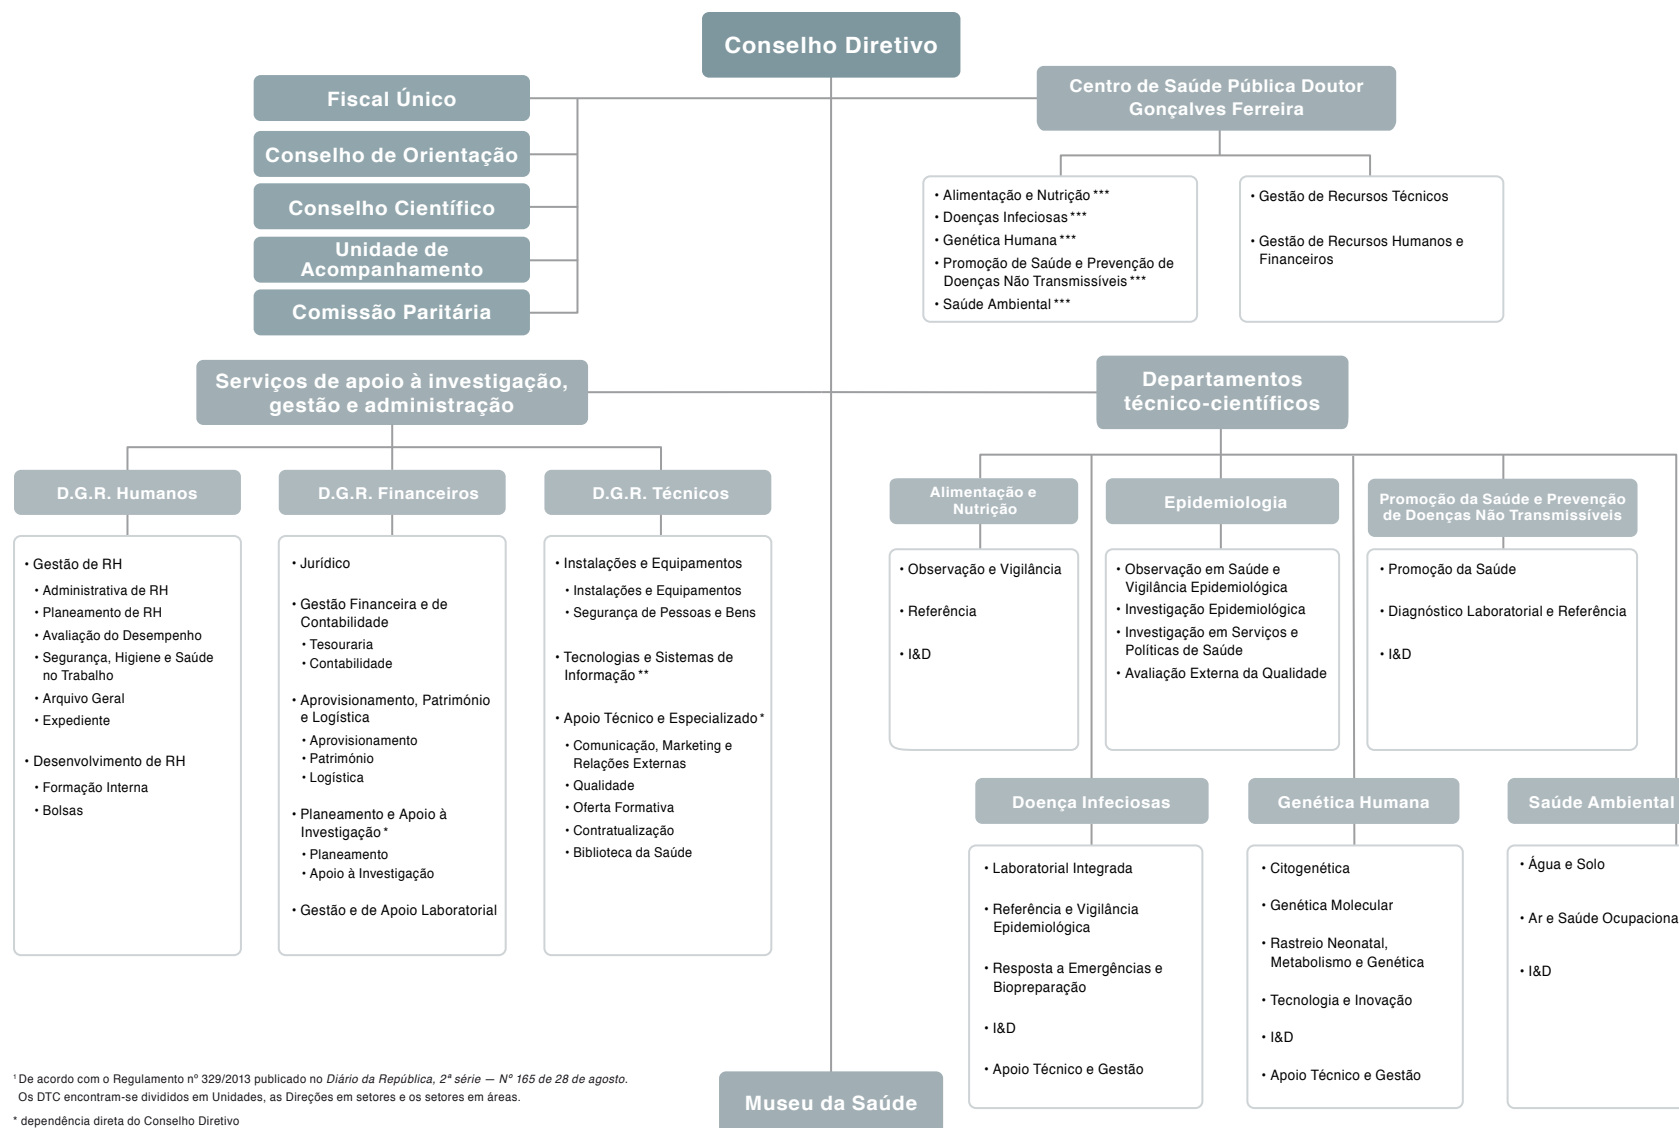 Conselho Diretivo
Fiscal Único
Conselho de Orientação
Conselho Científico
Unidade de
Acompanhamento
Comissão Paritária
Centro de Saúde Pública Doutor
Gonçalves Ferreira
• Alimentação e Nutrição ***
• Doenças Infeciosas ***
• Genética Humana ***
• Promoção de Saúde e Prevenção de
Doenças Não Transmissíveis ***
• Saúde Ambiental ***
• Gestão de Recursos Técnicos
• Gestão de Recursos Humanos e
Financeiros
Serviços de apoio à investigação,
gestão e administração
Departamentos
técnico-científicos
D.G.R. Humanos
• Gestão de RH
• Administrativa de RH
• Planeamento de RH
• Avaliação do Desempenho
• Segurança, Higiene e Saúde
no Trabalho
• Arquivo Geral
• Expediente
• Desenvolvimento de RH
• Formação Interna
• Bolsas
D.G.R. Financeiros
• Jurídico
• Gestão Financeira e de
Contabilidade
• Tesouraria
• Contabilidade
• Aprovisionamento, Património
e Logística
• Aprovisionamento
• Património
• Logística
• Planeamento e Apoio à
Investigação *
• Planeamento
• Apoio à Investigação
• Gestão e de Apoio Laboratorial
D.G.R. Técnicos
• Instalações e Equipamentos
• Instalações e Equipamentos
• Segurança de Pessoas e Bens
• Tecnologias e Sistemas de
Informação **
• Apoio Técnico e Especializado *
• Comunicação, Marketing e
Relações Externas
• Qualidade
• Oferta Formativa
• Contratualização
• Biblioteca da Saúde
Alimentação e
Nutrição
• Observação e Vigilância
• Referência
• I&D
Epidemiologia
• Observação em Saúde e
Vigilância Epidemiológica
• Investigação Epidemiológica
• Investigação em Serviços e
Políticas de Saúde
• Avaliação Externa da Qualidade
Promoção da Saúde e Prevenção
de Doenças Não Transmissíveis
• Promoção da Saúde
• Diagnóstico Laboratorial e Referência
• I&D
Doença Infeciosas
• Laboratorial Integrada
• Referência e Vigilância
Epidemiológica
• Resposta a Emergências e
Biopreparação
• I&D
• Apoio Técnico e Gestão
Genética Humana
• Citogenética
• Genética Molecular
• Rastreio Neonatal,
Metabolismo e Genética
• Tecnologia e Inovação
• I&D
• Apoio Técnico e Gestão
Saúde Ambiental
• Água e Solo
• Ar e Saúde Ocupaciona
• I&D
Museu da Saúde
¹ De acordo com o Regulamento nº 329/2013 publicado no Diário da República, 2ª série — Nº 165 de 28 de agosto.
Os DTC encontram-se divididos em Unidades, as Direções em setores e os setores em áreas.
* dependência direta do Conselho Diretivo